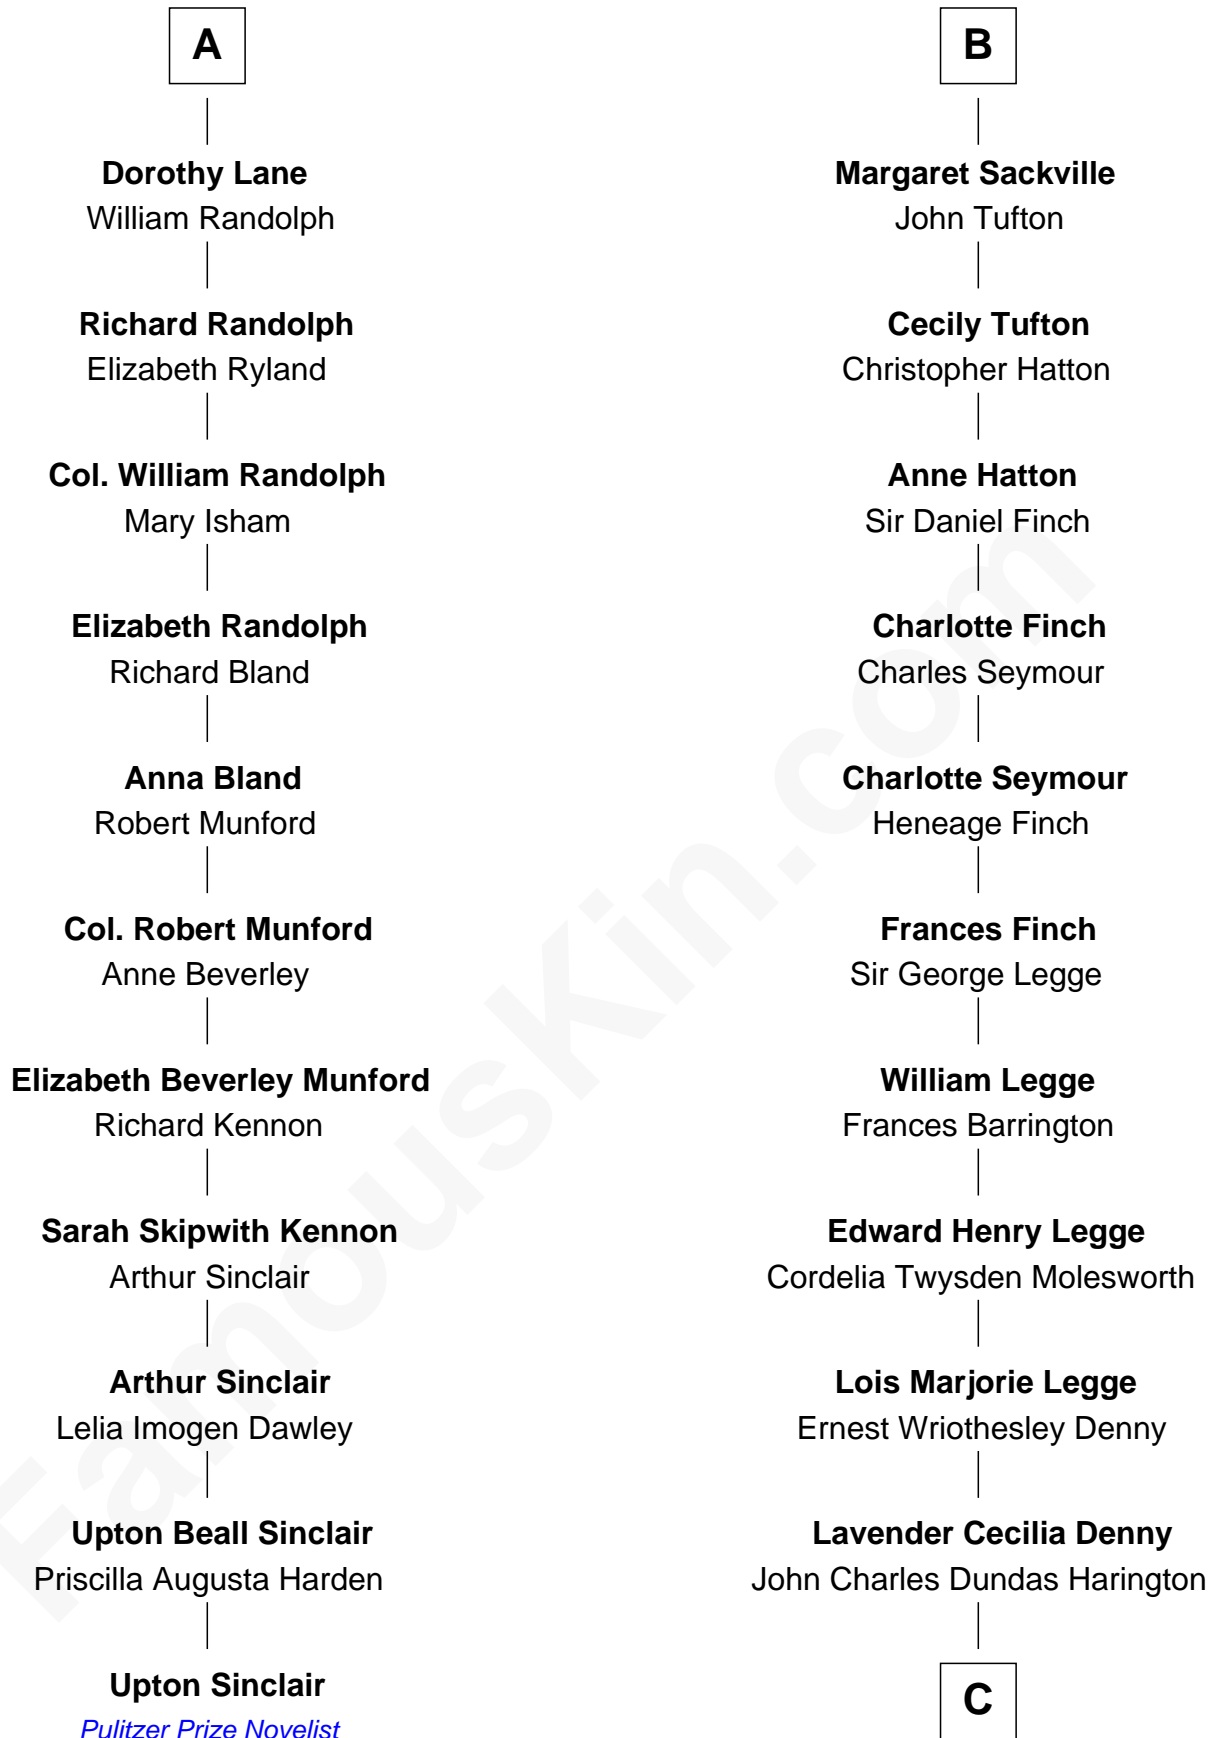 A
Dorothy Lane
William Randolph
Richard Randolph
Elizabeth Ryland
Col. William Randolph
Mary Isham
Elizabeth Randolph
Richard Bland
Anna Bland
Robert Munford
Col. Robert Munford
Anne Beverley
Elizabeth Beverley Munford
Richard Kennon
Sarah Skipwith Kennon
Arthur Sinclair
Arthur Sinclair
Lelia Imogen Dawley
Upton Beall Sinclair
Priscilla Augusta Harden
Upton Sinclair
Pulitzer Prize Novelist
B
Margaret Sackville
John Tufton
Cecily Tufton
Christopher Hatton
Anne Hatton
Sir Daniel Finch
Charlotte Finch
Charles Seymour
Charlotte Seymour
Heneage Finch
Frances Finch
Sir George Legge
William Legge
Frances Barrington
Edward Henry Legge
Cordelia Twysden Molesworth
Lois Marjorie Legge
Ernest Wriothesley Denny
Lavender Cecilia Denny
John Charles Dundas Harington
C
FamousKin.com